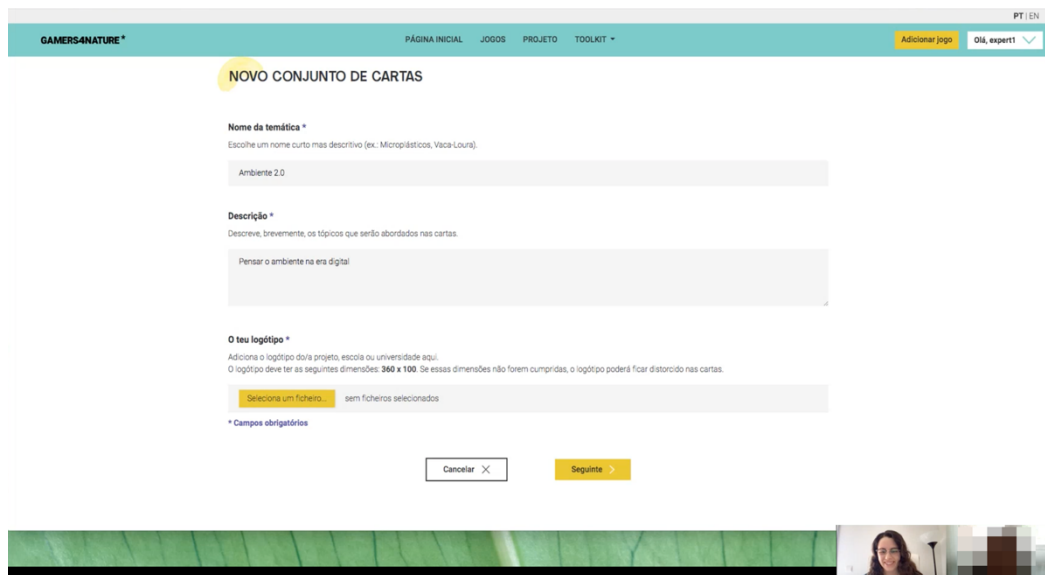 PT | EN
GAMERS4NATURE*
PÁGINA INICIAL JOGOS PROJETO TOOLKIT
Adicionar jogo
Olá, expert1
NOVO CONJUNTO DE CARTAS
Nome da temática *
Escolhe um nome curto mas descritivo (ex.: Microplásticos, Vaca-Loura).
Ambiente 2.0
Descrição *
Descreve, brevemente, os tópicos que serão abordados nas cartas.
Pensar o ambiente na era digital
O teu logótipo *
Adiciona o logótipo do/a projeto, escola ou universidade aqui.
O logótipo deve ter as seguintes dimensões: 360 x 100. Se essas dimensões não forem cumpridas, o logótipo poderá ficar distorcido nas cartas.
Seleciona um ficheiro... sem ficheiros selecionados
* Campos obrigatórios
Cancelar
Seguinte